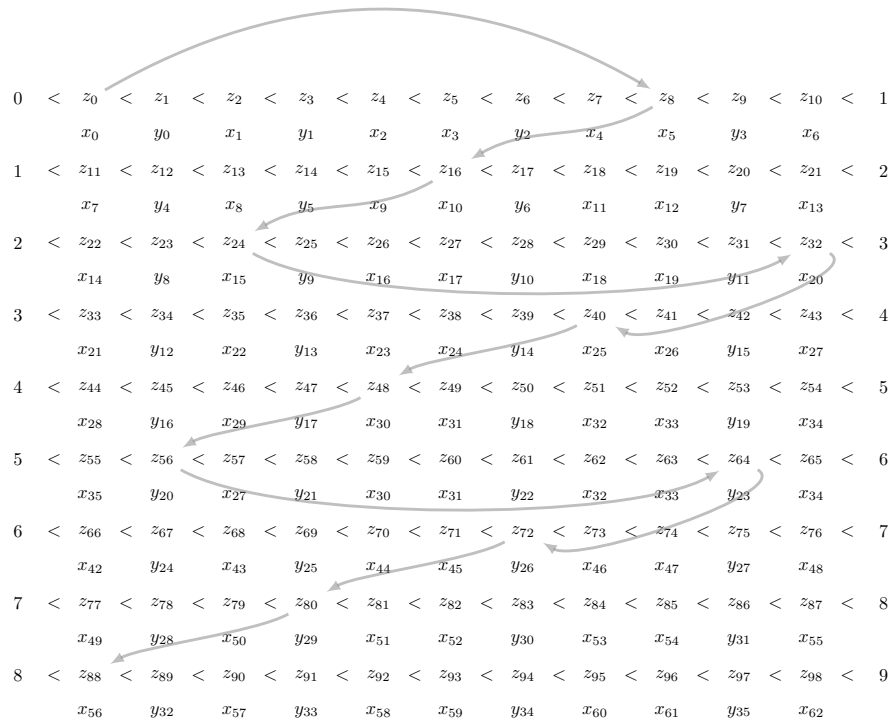 0 < z₀ < z₁ < z₂ < z₃ < z₄ < z₅ < z₆ < z₇ < z₈ < z₉ < z₁₀ < 1
x₀ y₀ x₁ y₁ x₂ x₃ y₂ x₄ x₅ y₃ x₆
1 < z₁₁ < z₁₂ < z₁₃ < z₁₄ < z₁₅ < z₁₆ < z₁₇ < z₁₈ < z₁₉ < z₂₀ < z₂₁ < 2
x₇ y₄ x₈ y₅ x₉ x₁₀ y₆ x₁₁ x₁₂ y₇ x₁₃
2 < z₂₂ < z₂₃ < z₂₄ < z₂₅ < z₂₆ < z₂₇ < z₂₈ < z₂₉ < z₃₀ < z₃₁ < z₃₂ < 3
x₁₄ y₈ x₁₅ y₉ x₁₆ x₁₇ y₁₀ x₁₈ x₁₉ y₁₁ x₂₀
3 < z₃₃ < z₃₄ < z₃₅ < z₃₆ < z₃₇ < z₃₈ < z₃₉ < z₄₀ < z₄₁ < z₄₂ < z₄₃ < 4
x₂₁ y₁₂ x₂₂ y₁₃ x₂₃ x₂₄ y₁₄ x₂₅ x₂₆ y₁₅ x₂₇
4 < z₄₄ < z₄₅ < z₄₆ < z₄₇ < z₄₈ < z₄₉ < z₅₀ < z₅₁ < z₅₂ < z₅₃ < z₅₄ < 5
x₂₈ y₁₆ x₂₉ y₁₇ x₃₀ x₃₁ y₁₈ x₃₂ x₃₃ y₁₉ x₃₄
5 < z₅₅ < z₅₆ < z₅₇ < z₅₈ < z₅₉ < z₆₀ < z₆₁ < z₆₂ < z₆₃ < z₆₄ < z₆₅ < 6
x₃₅ y₂₀ x₂₇ y₂₁ x₃₀ x₃₁ y₂₂ x₃₂ x₃₃ y₂₃ x₃₄
6 < z₆₆ < z₆₇ < z₆₈ < z₆₉ < z₇₀ < z₇₁ < z₇₂ < z₇₃ < z₇₄ < z₇₅ < z₇₆ < 7
x₄₂ y₂₄ x₄₃ y₂₅ x₄₄ x₄₅ y₂₆ x₄₆ x₄₇ y₂₇ x₄₈
7 < z₇₇ < z₇₈ < z₇₉ < z₈₀ < z₈₁ < z₈₂ < z₈₃ < z₈₄ < z₈₅ < z₈₆ < z₈₇ < 8
x₄₉ y₂₈ x₅₀ y₂₉ x₅₁ x₅₂ y₃₀ x₅₃ x₅₄ y₃₁ x₅₅
8 < z₈₈ < z₈₉ < z₉₀ < z₉₁ < z₉₂ < z₉₃ < z₉₄ < z₉₅ < z₉₆ < z₉₇ < z₉₈ < 9
x₅₆ y₃₂ x₅₇ y₃₃ x₅₈ x₅₉ y₃₄ x₆₀ x₆₁ y₃₅ x₆₂